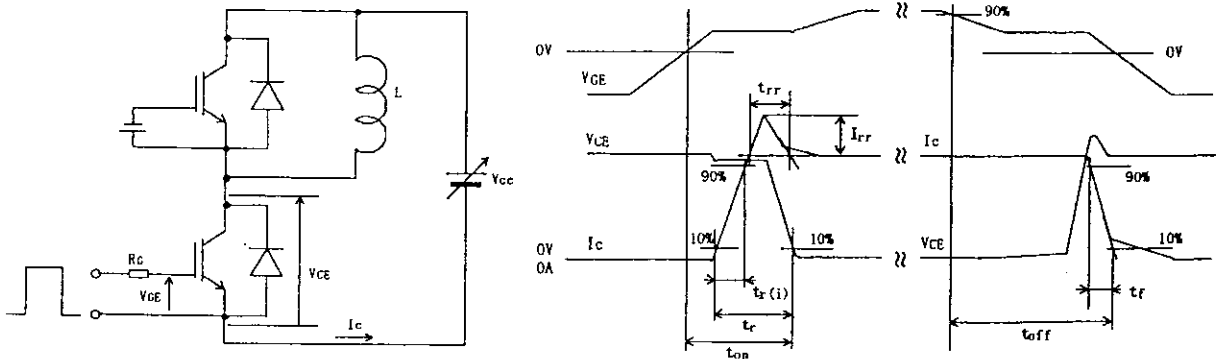 L
VCC
RG
VGE
VCE
Ic
0V
VGE
VCE
0V
0A
Ic
90%
10%
10%
trr
Irr
tr(i)
tr
ton
90%
0V
Ic
90%
VCE
10%
tf
toff